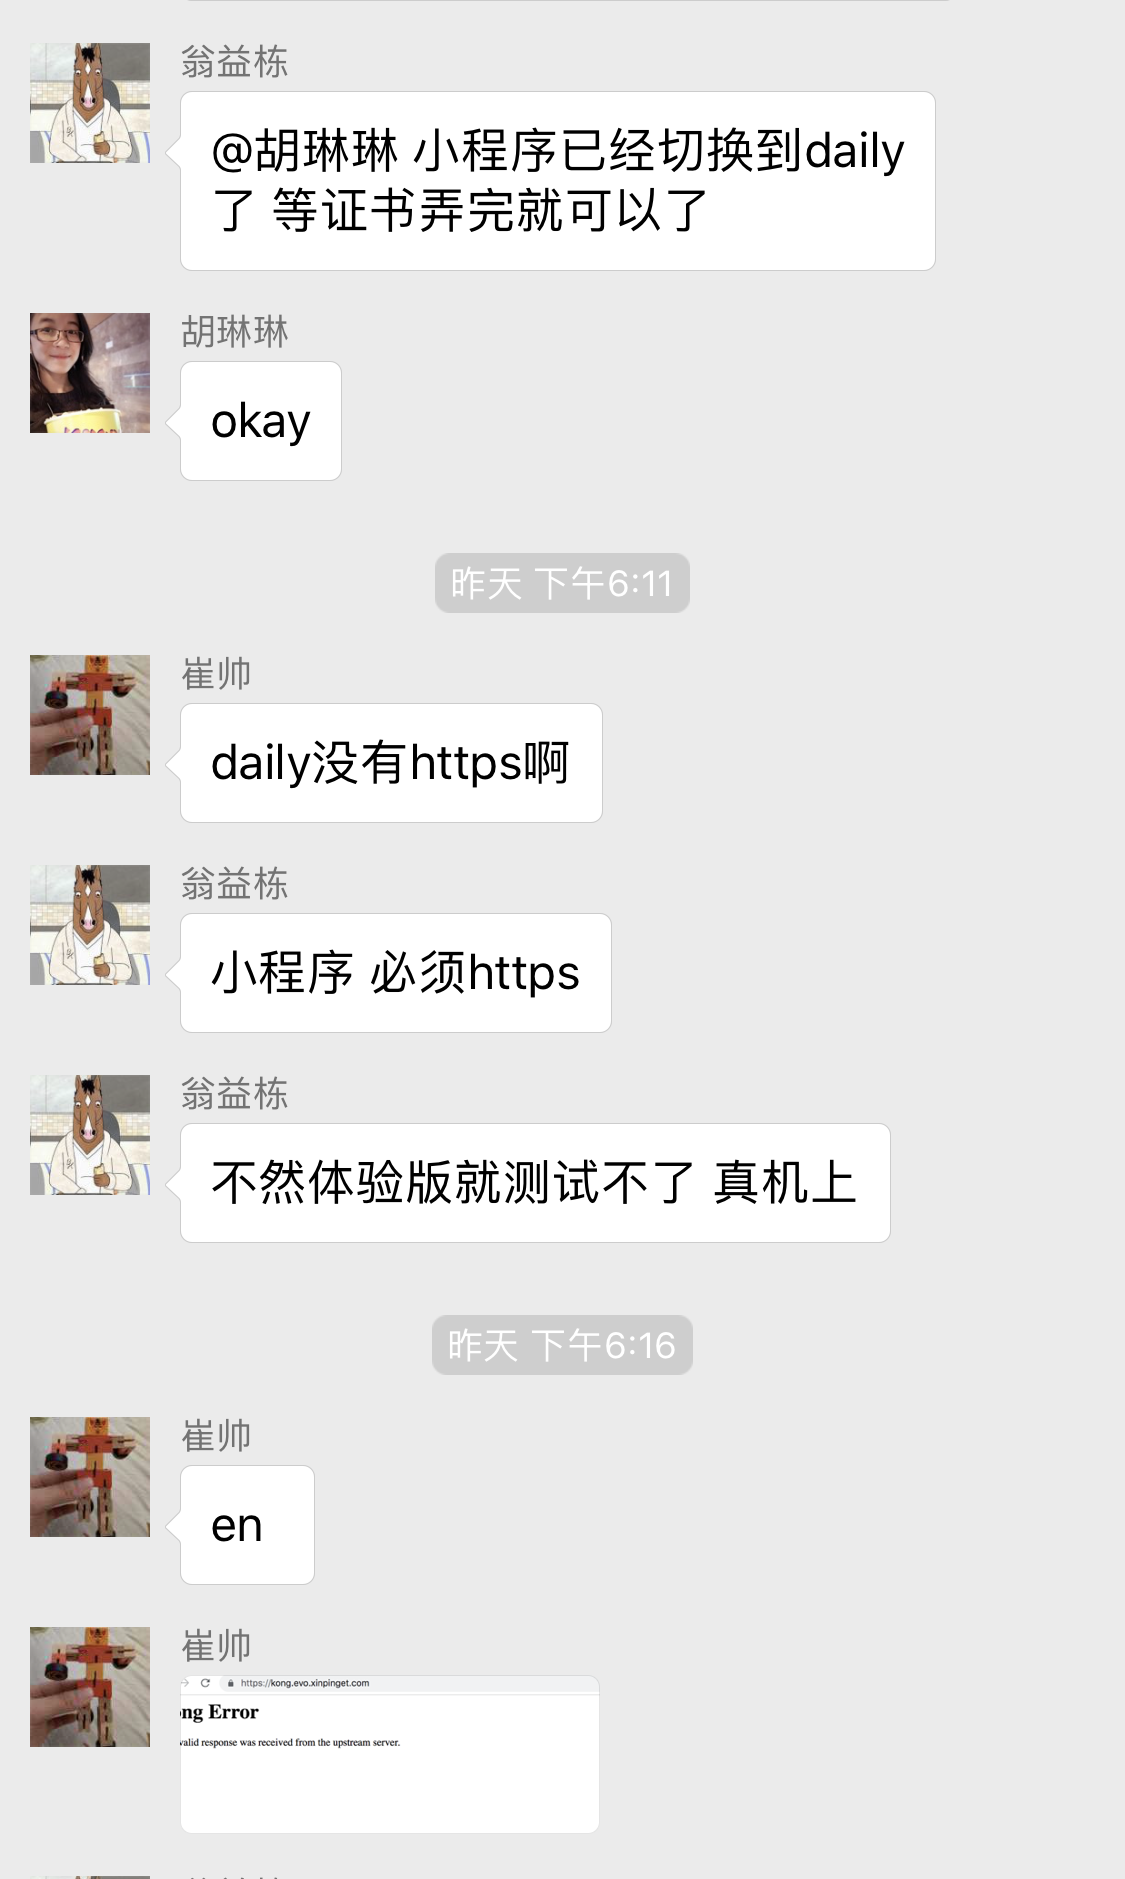 翁益栋
@胡琳琳 小程序已经切换到daily
了 等证书弄完就可以了
胡琳琳
okay
昨天 下午6:11
崔帅
daily没有https啊
翁益栋
小程序 必须https
翁益栋
不然体验版就测试不了 真机上
昨天 下午6:16
崔帅
en
崔帅
https://kong.evo.xinpinget.com
ng Error
valid response was received from the upstream server.